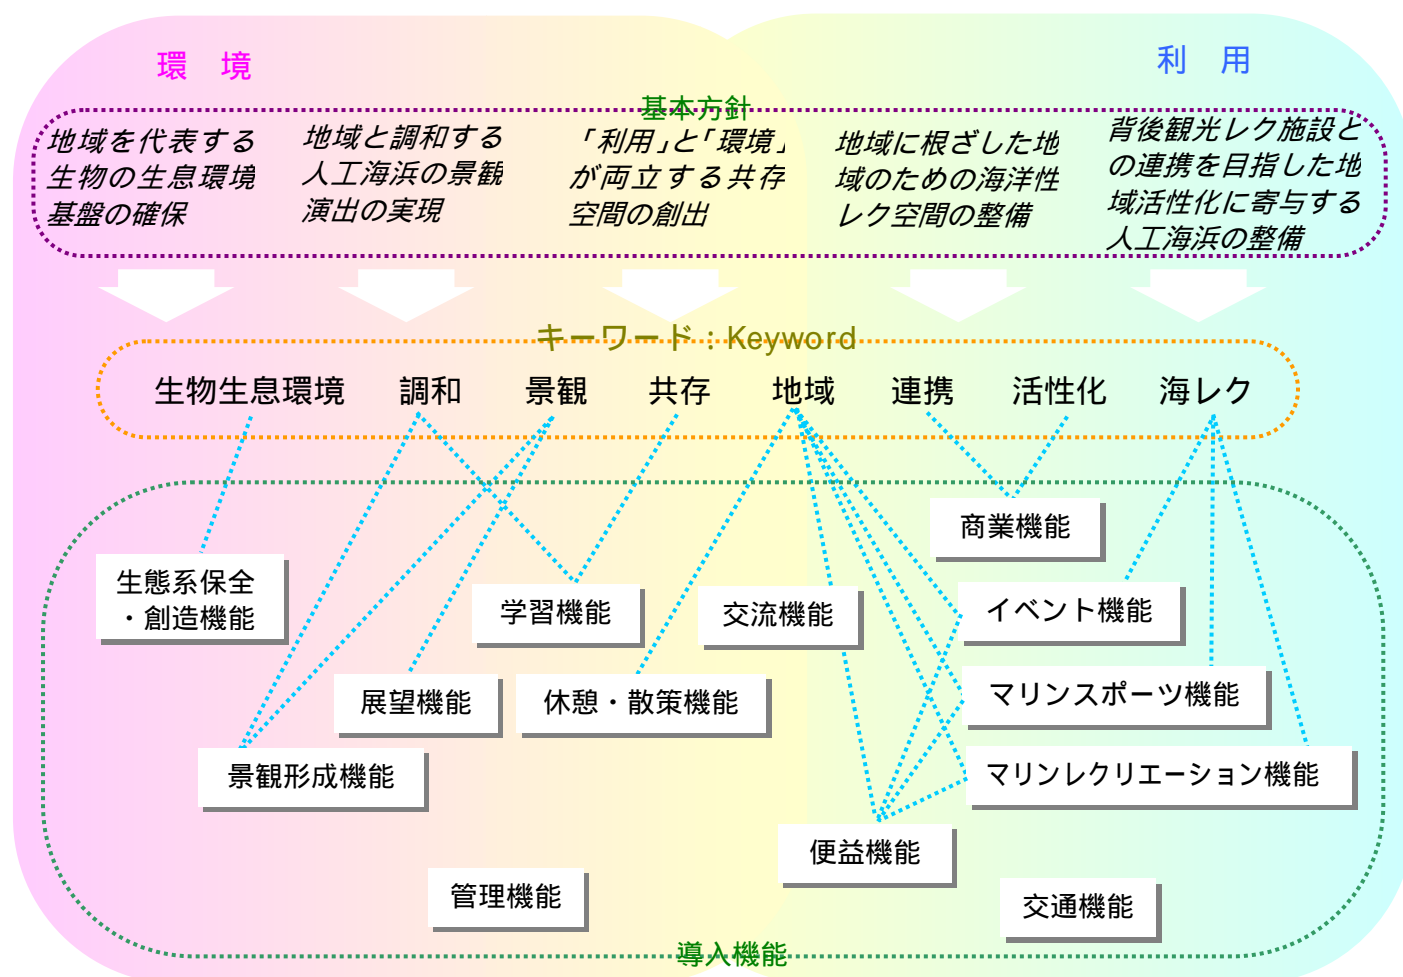 環　境
利　用
基本方針
地域を代表する
生物の生息環境
基盤の確保
地域と調和する
人工海浜の景観
演出の実現
「利用」と「環境」
が両立する共存
空間の創出
地域に根ざした地
域のための海洋性
レク空間の整備
背後観光レク施設と
の連携を目指した地
域活性化に寄与する
人工海浜の整備
キーワード：Keyword
生物生息環境　調和　景観　共存　地域　連携　活性化　海レク
商業機能
生態系保全
・創造機能
学習機能
交流機能
イベント機能
展望機能
休憩・散策機能
マリンスポーツ機能
景観形成機能
マリンレクリエーション機能
便益機能
管理機能
交通機能
導入機能